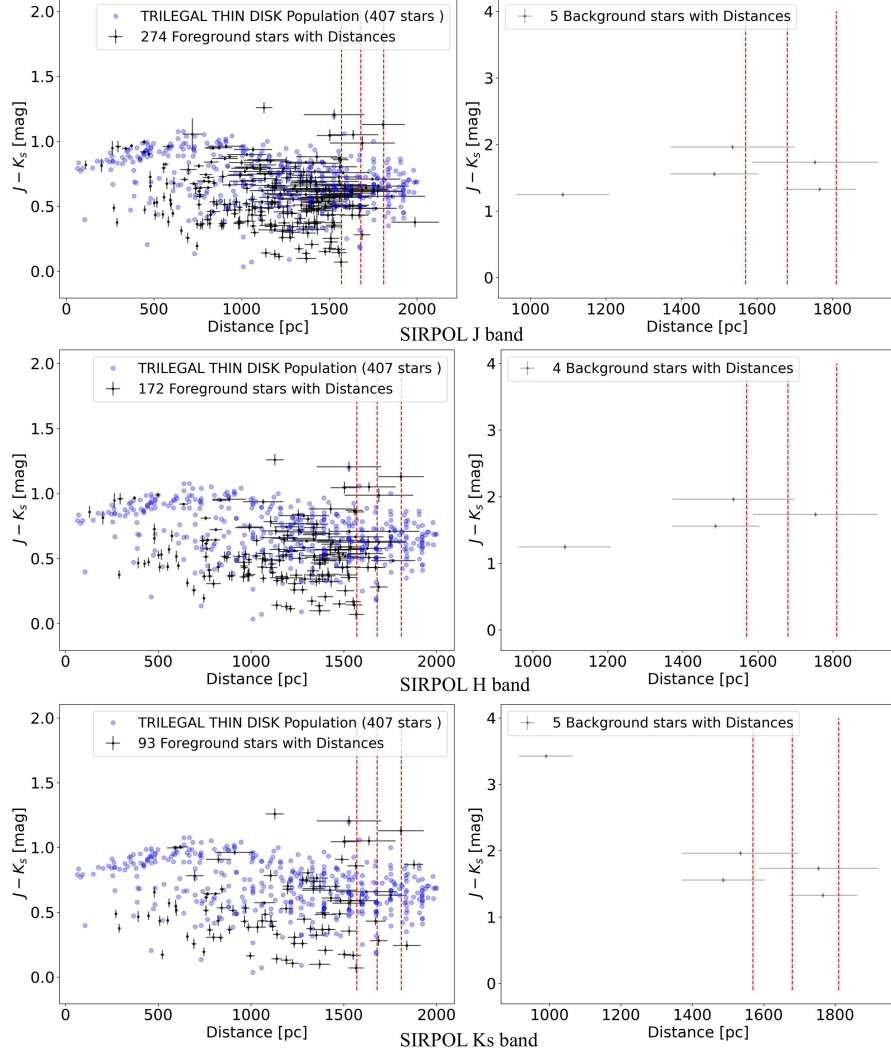 TRILEGAL THIN DISK Population (407 stars )
274 Foreground stars with Distances
5 Background stars with Distances
2.0
1.5
1.0
0.5
0.0
J − Kₛ [mag]
4
3
2
1
0
J − Kₛ [mag]
0 500 1000 1500 2000
1000 1200 1400 1600 1800
Distance [pc]
Distance [pc]
SIRPOL J band
TRILEGAL THIN DISK Population (407 stars )
172 Foreground stars with Distances
4 Background stars with Distances
2.0
1.5
1.0
0.5
0.0
J − Kₛ [mag]
4
3
2
1
0
J − Kₛ [mag]
0 500 1000 1500 2000
1000 1200 1400 1600 1800
Distance [pc]
Distance [pc]
SIRPOL H band
TRILEGAL THIN DISK Population (407 stars )
93 Foreground stars with Distances
5 Background stars with Distances
2.0
1.5
1.0
0.5
0.0
J − Kₛ [mag]
4
3
2
1
0
J − Kₛ [mag]
0 500 1000 1500 2000
1000 1200 1400 1600 1800
Distance [pc]
Distance [pc]
SIRPOL Ks band